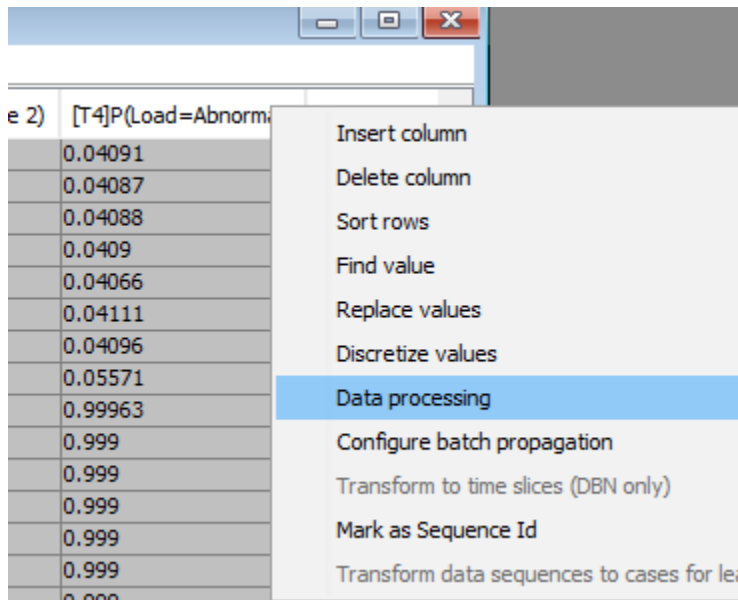 e 2) [T4]P(Load=Abnorma
0.04091
0.04087
0.04088
0.0409
0.04066
0.04111
0.04096
0.05571
0.99963
0.999
0.999
0.999
0.999
0.999
0.999
Insert column
Delete column
Sort rows
Find value
Replace values
Discretize values
Data processing
Configure batch propagation
Transform to time slices (DBN only)
Mark as Sequence Id
Transform data sequences to cases for lea